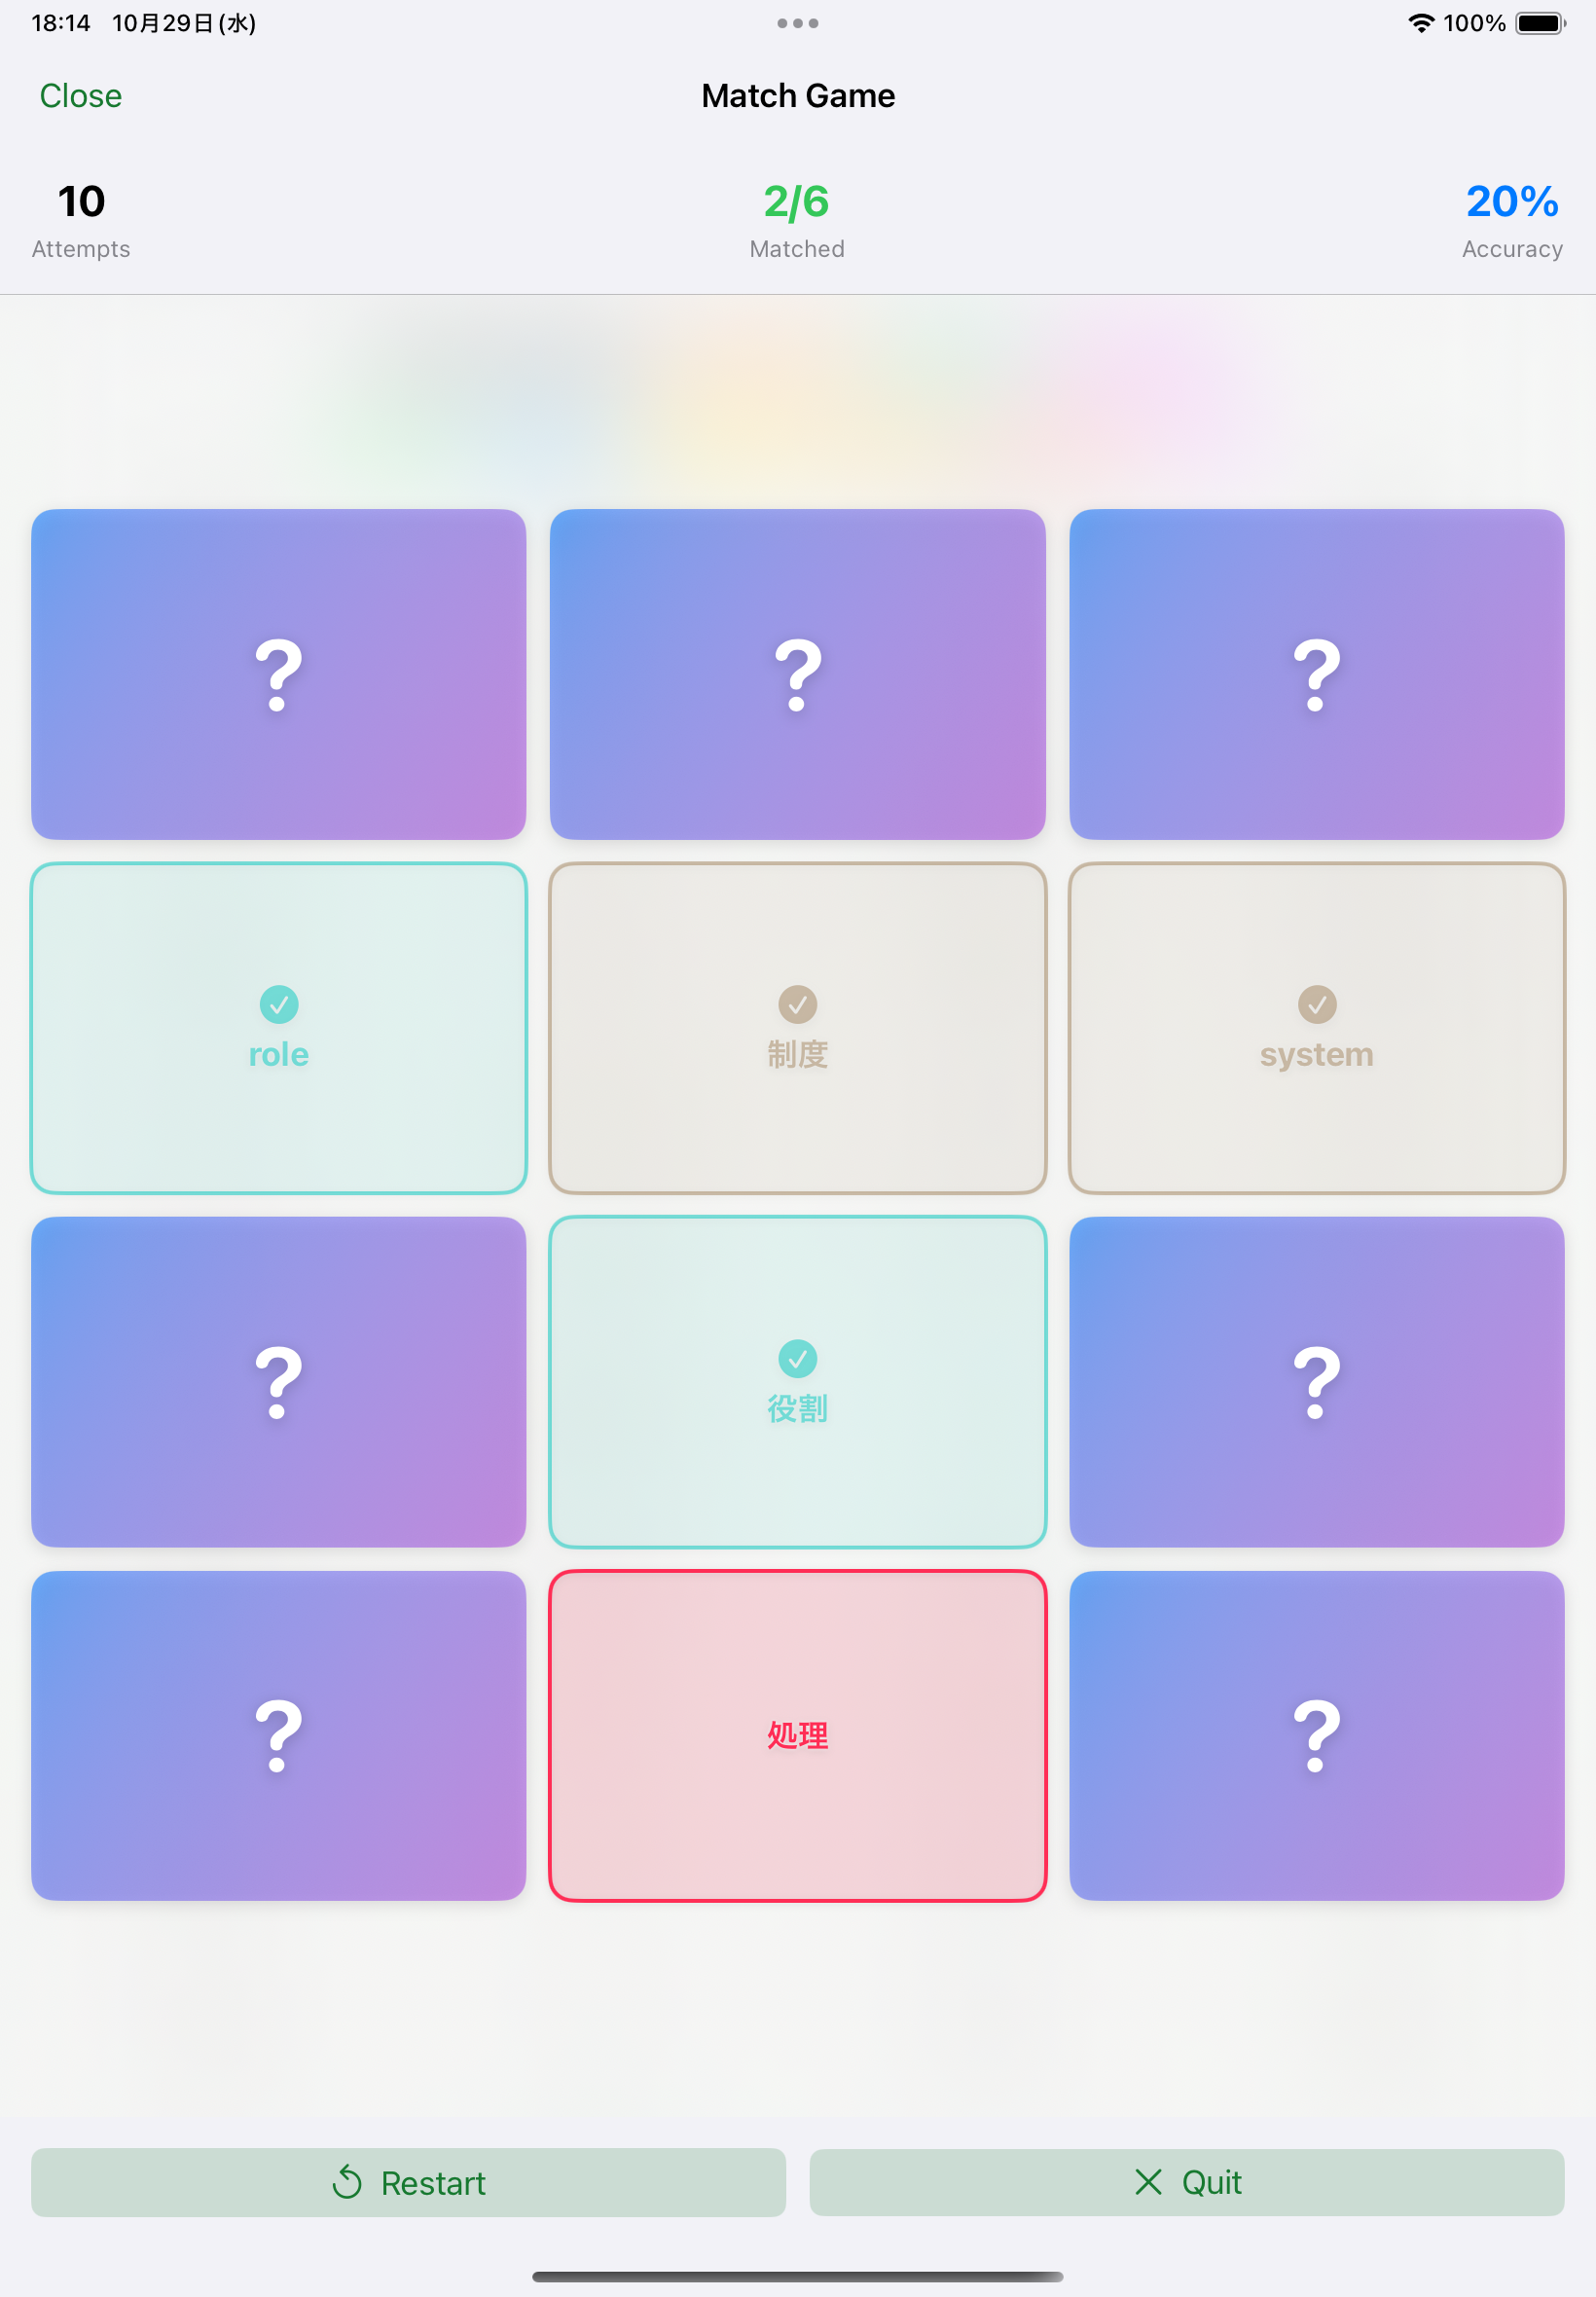 18:14 10月29日(水)
100%
Close
Match Game
10
Attempts
2/6
Matched
20%
Accuracy
? ? ?
role
制度
system
? 
役割
?
?
処理
?
Restart
Quit